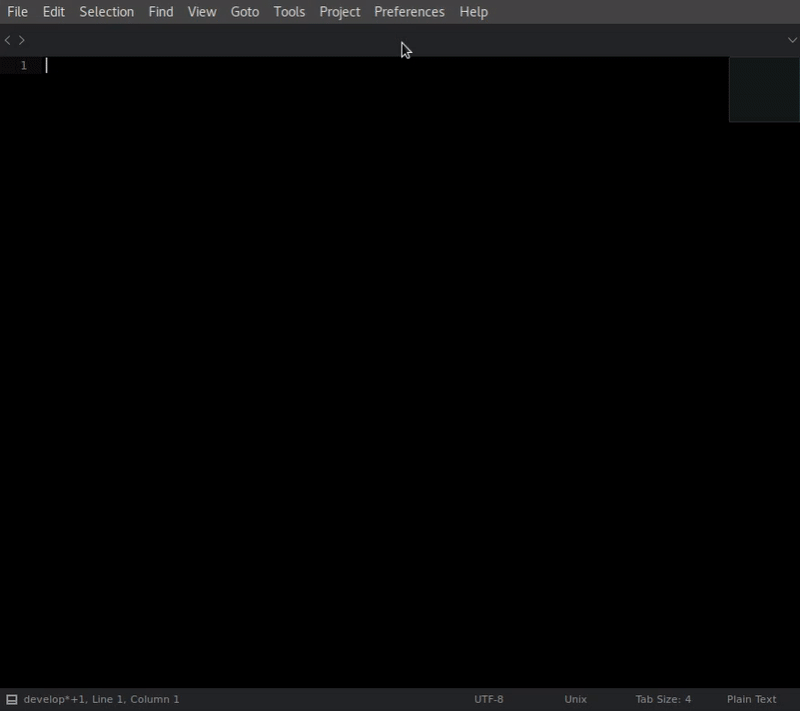 File Edit Selection Find View Goto Tools Project Preferences Help
1
develop*+1, Line 1, Column 1 UTF-8 Unix Tab Size: 4 Plain Text